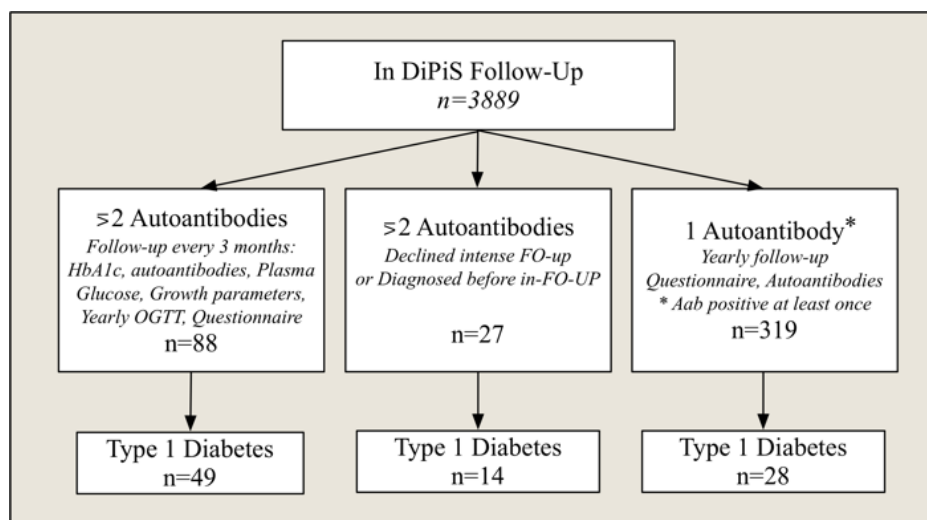 In DiPiS Follow-Up
n=3889
⋝2 Autoantibodies
Follow-up every 3 months:
HbA1c, autoantibodies, Plasma
Glucose, Growth parameters,
Yearly OGTT, Questionnaire
n=88
⋝2 Autoantibodies
Declined intense FO-up
or Diagnosed before in-FO-UP
n=27
1 Autoantibody*
Yearly follow-up
Questionnaire, Autoantibodies
* Aab positive at least once
n=319
Type 1 Diabetes
n=49
Type 1 Diabetes
n=14
Type 1 Diabetes
n=28